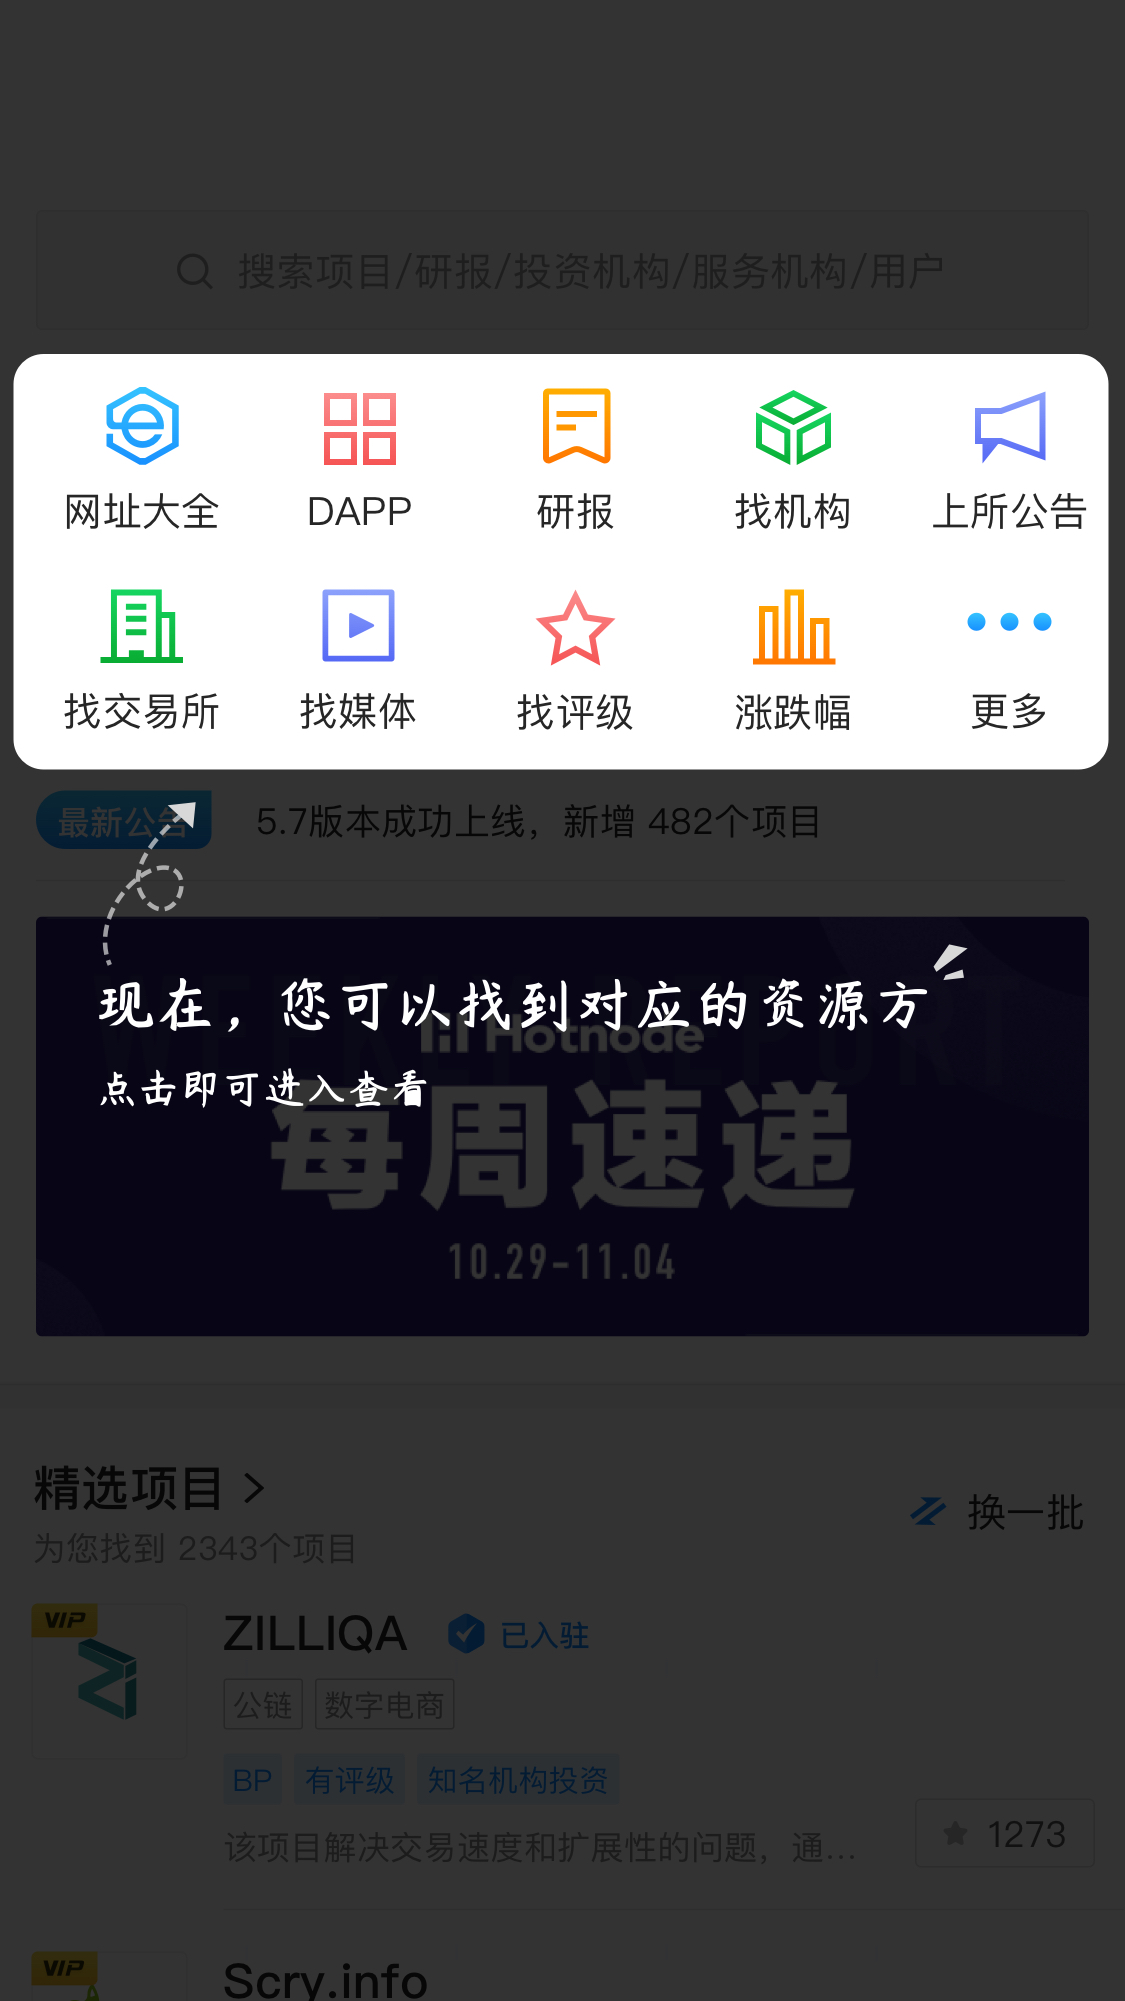 搜索项目/研报/投资机构/服务机构/用户
网址大全 DAPP 研报 找机构 上所公告
找交易所 找媒体 找评级 涨跌幅 更多
最新公告 5.7版本成功上线，新增 482个项目
现在，您可以找到对应的资源方
WEEKLY REPORT
Hotnode
点击即可进入查看
每周速递
10.29-11.04
精选项目
换一批
为您找到 2343个项目
VIP
ZILLIQA 已入驻
公链 数字电商
BP 有评级 知名机构投资
该项目解决交易速度和扩展性的问题，通...
1273
VIP
Scry.info